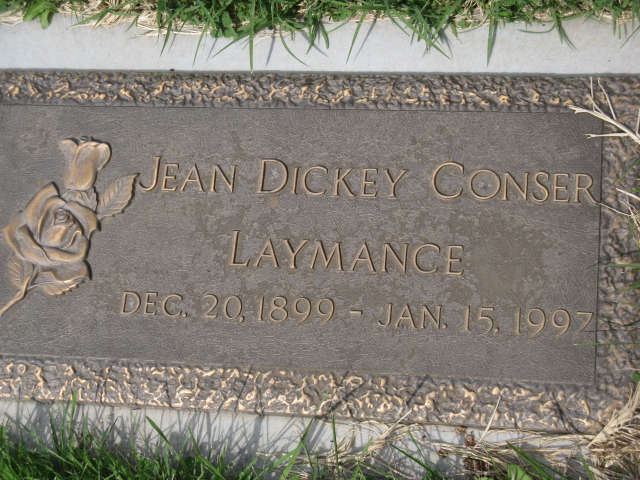 JEAN DICKEY CONSER
LAYMANCE
DEC. 20, 1899 - JAN. 15, 1997